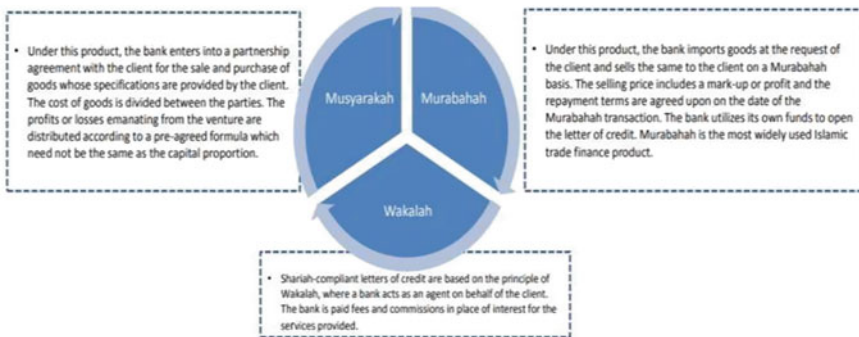 • Under this product, the bank enters into a partnership
agreement with the client for the sale and purchase of
goods whose specifications are provided by the client.
The cost of goods is divided between the parties. The
profits or losses emanating from the venture are
distributed according to a pre-agreed formula which
need not be the same as the capital proportion.
Musyarakah
Murabahah
• Under this product, the bank imports goods at the request of
the client and sells the same to the client on a Murabahah
basis. The selling price includes a mark-up or profit and the
repayment terms are agreed upon on the date of the
Murabahah transaction. The bank utilizes its own funds to open
the letter of credit. Murabahah is the most widely used Islamic
trade finance product.
Wakalah
• Shariah-compliant letters of credit are based on the principle of
Wakalah, where a bank acts as an agent on behalf of the client.
The bank is paid fees and commissions in place of interest for the
services provided.